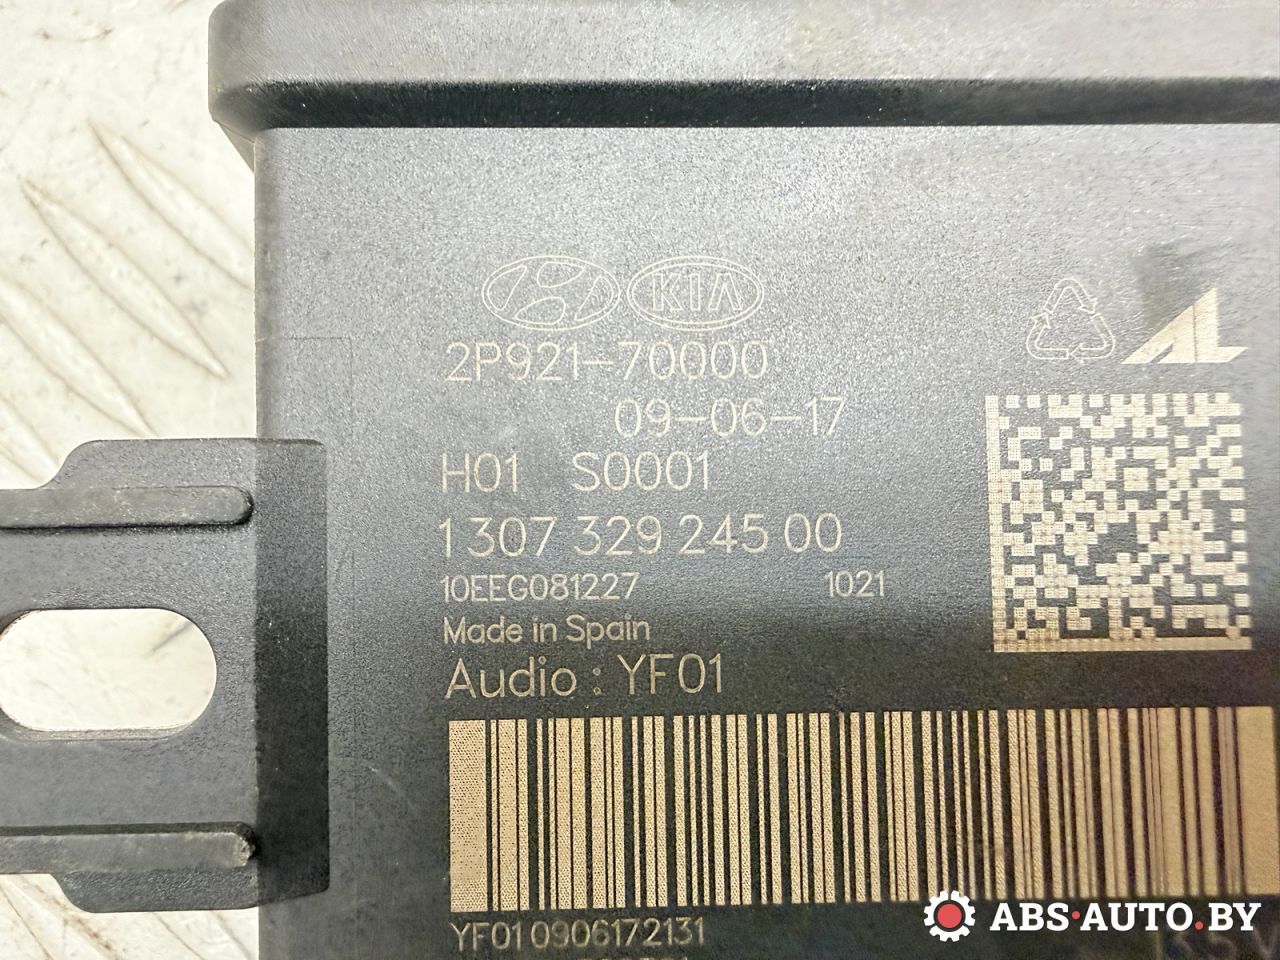 KIA
AL
2P921-70000
09-06-17
H01 S0001
1 307 329 245 00
10EEG081227 1021
Made in Spain
Audio : YF01
YF01 0906172131
ABS-AUTO.BY